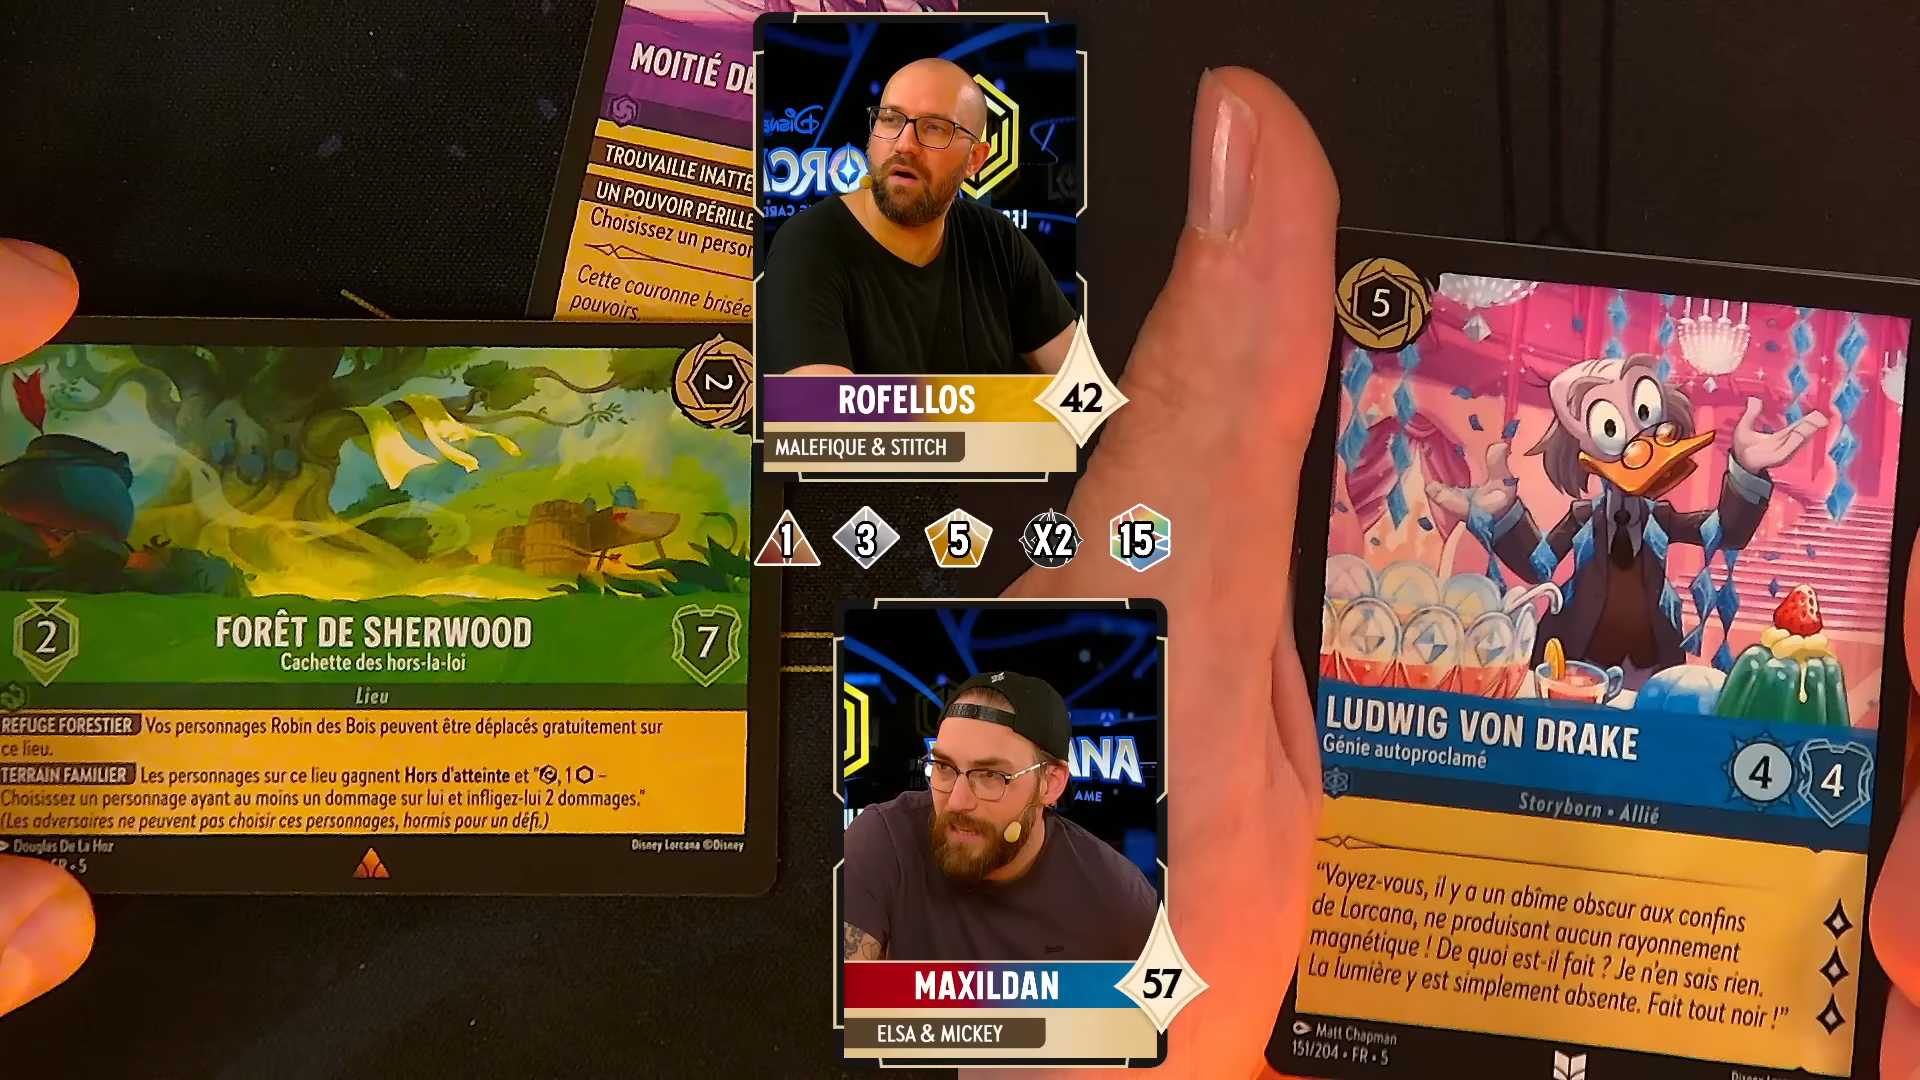 MOITIÉ
TROUVAILLE
UN POUVOIR
Choisissez un
Cette couronne brisée
pouvoirs.
2
2
FORÊT DE SHERWOOD
7
Cachette des hors-la-loi
Lieu
REFUGE FORESTIER Vos personnages Robin des Bois peuvent être déplacés gratuitement sur
ce lieu.
TERRAIN FAMILIER Les personnages sur ce lieu gagnent Hors d'atteinte et "⟳, 1 ⬡ –
Choisissez un personnage ayant au moins un dommage sur lui et infligez-lui 2 dommages."
(Les adversaires ne peuvent pas choisir ces personnages, hormis pour un défi.)
Douglas De La Hoz
Disney Lorcana ©Disney
FR • 5
ROFELLOS
42
MALEFIQUE & STITCH
1
3
5
X2
15
MAXILDAN
57
ELSA & MICKEY
5
LUDWIG VON DRAKE
Génie autoproclamé
4
4
Storyborn • Allié
"Voyez-vous, il y a un abîme obscur aux confins
de Lorcana, ne produisant aucun rayonnement
magnétique ! De quoi est-il fait ? Je n'en sais rien.
La lumière y est simplement absente. Fait tout noir !"
Matt Chapman
151/204 • FR • 5